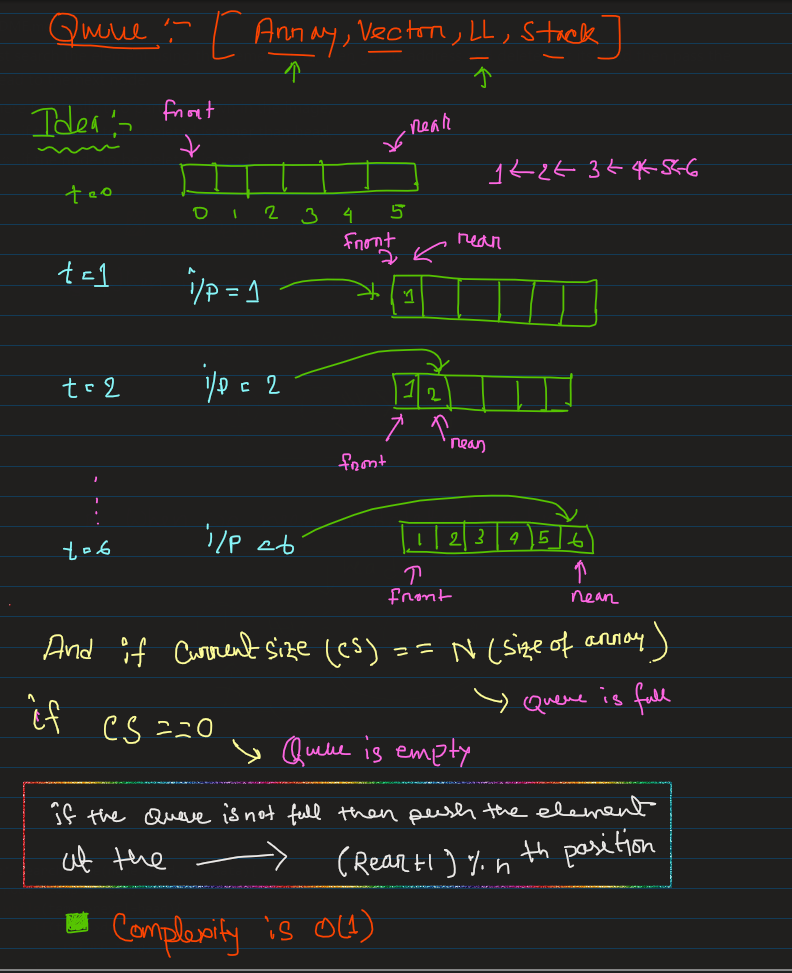 Queue :- [Array, Vector, LL, Stack]
Idea :-
front
rear
t=0
0 1 2 3 4 5
1←2← 3← 4←5←6
front rear
t=1 i/p = 1
1
t=2 i/p = 2
1 2
front rear
t=6 i/p = 6
1 2 3 4 5 6
front rear
And if Current size (CS) == N (size of array)
Queue is full
if CS ==0
Queue is empty
if the Queue is not full then push the element
at the → (Rear+1) % n th position
Complexity is O(1)